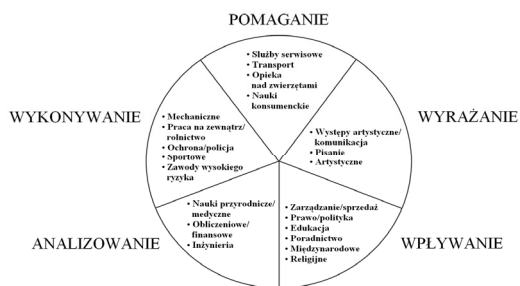 POMAGANIE
• Służby serwisowe
• Transport
• Opieka
nad zwierzętami
• Nauki
konsumenckie
WYKONYWANIE
• Mechaniczne
• Praca na zewnątrz/
rolnictwo
• Ochrona/policja
• Sportowe
• Zawody wysokiego
ryzyka
WYRAŻANIE
• Występy artystyczne/
komunikacja
• Pisanie
• Artystyczne
ANALIZOWANIE
• Nauki przyrodnicze/
medyczne
• Obliczeniowe/
finansowe
• Inżynieria
WPŁYWANIE
• Zarządzanie/sprzedaż
• Prawo/polityka
• Edukacja
• Poradnictwo
• Międzynarodowe
• Religijne